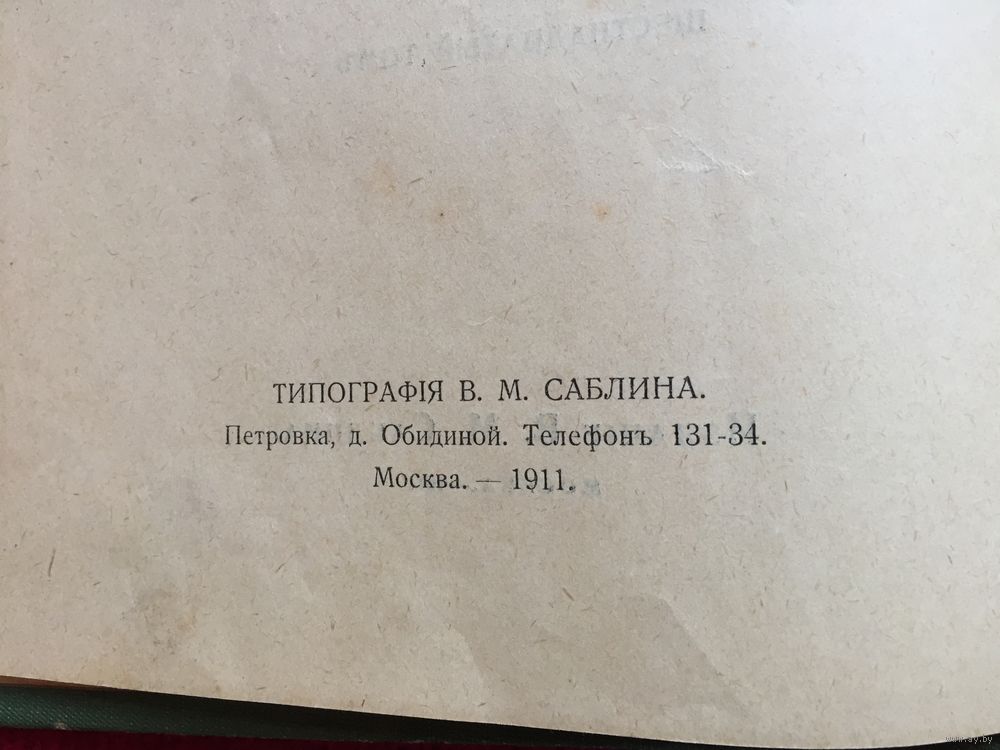 ТИПОГРАФІЯ В. М. САБЛИНА.
Петровка, д. Обидиной. Телефонъ 131-34.
Москва. — 1911.